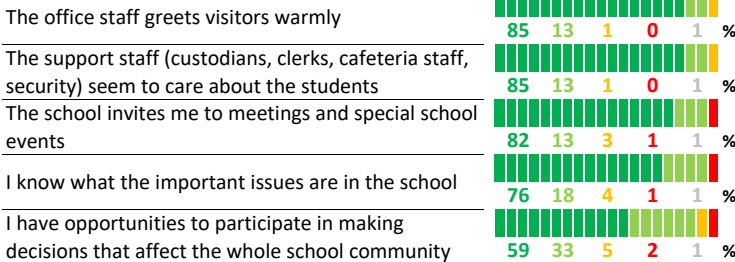 The office staff greets visitors warmly
85 13 1 0 1 %
The support staff (custodians, clerks, cafeteria staff,
security) seem to care about the students
85 13 1 0 1 %
The school invites me to meetings and special school
events
82 13 3 1 1 %
I know what the important issues are in the school
76 18 4 1 1 %
I have opportunities to participate in making
decisions that affect the whole school community
59 33 5 2 1 %